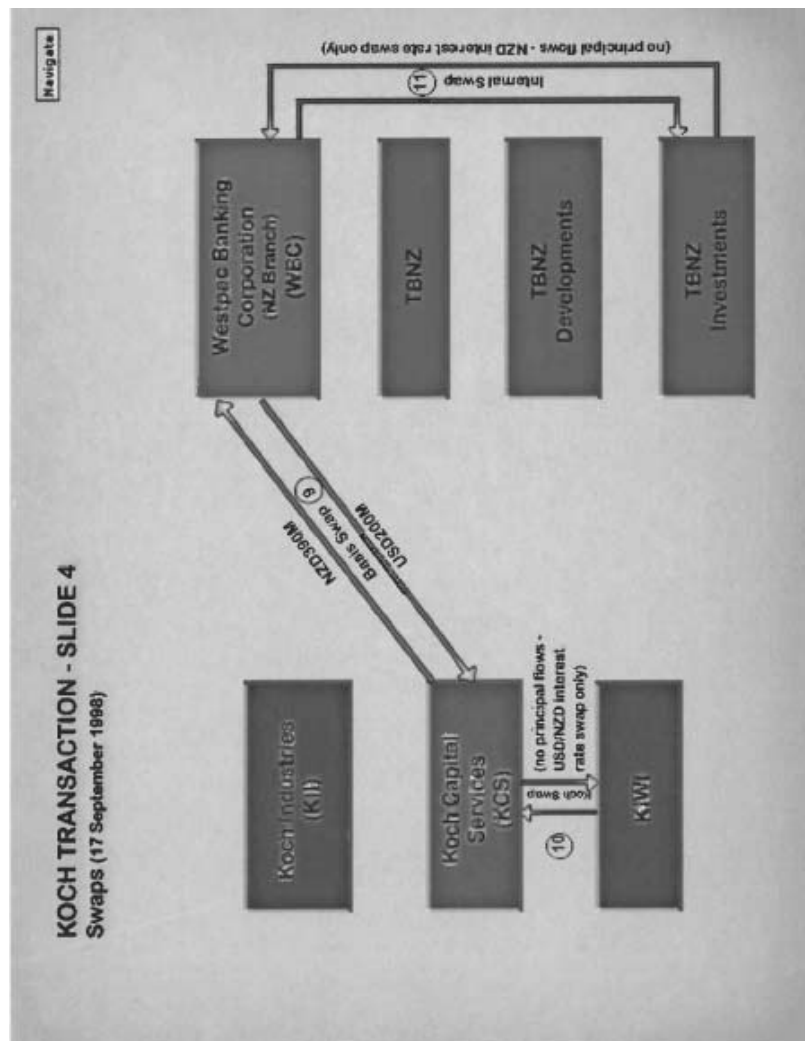 Navigate
KOCH TRANSACTION - SLIDE 4
Swaps (17 September 1998)
Koch Industries
(KII)
Koch Capital
Services
(KCS)
(no principal flows -
USD/NZD interest
rate swap only)
Koch Swap
10
KIWI
NZD390M
Basis Swap 9
USD200M
Westpac Banking
Corporation
(NZ Branch)
(WBC)
TBNZ
TBNZ
Developments
TBNZ
Investments
Internal Swap 11
(no principal flows - NZD interest rate swap only)